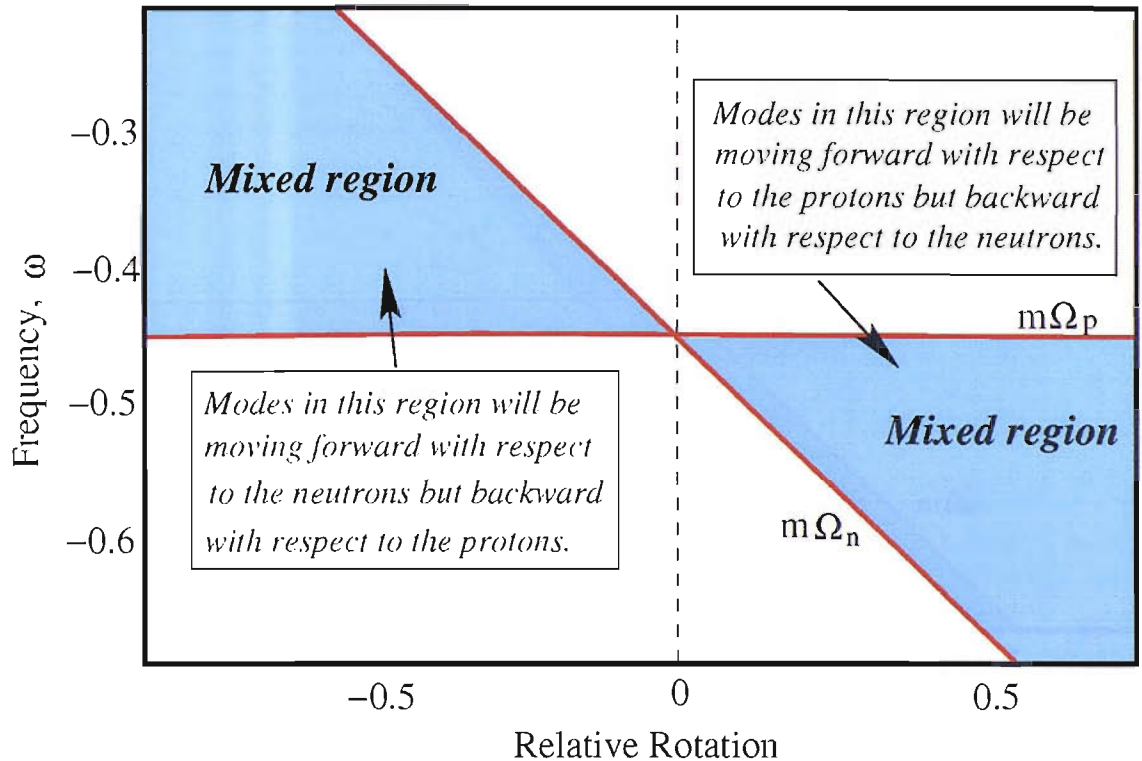 Modes in this region will be
moving forward with respect
to the protons but backward
with respect to the neutrons.
−0.3
Mixed region
−0.4
mΩp
Frequency, ω
−0.5
Modes in this region will be
moving forward with respect
to the neutrons but backward
with respect to the protons.
Mixed region
mΩn
−0.6
−0.5
0
0.5
Relative Rotation